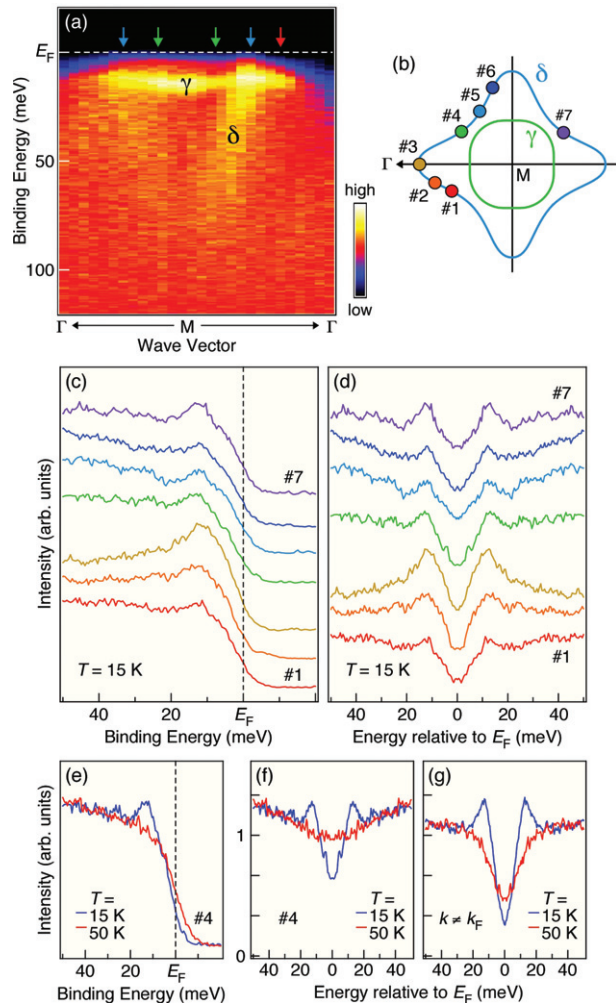 (a)
E_F
Binding Energy (meV)
50
100
γ
δ
high
low
Γ M Γ
Wave Vector
(b)
#6
#5
#4
#3
#2
#1
#7
δ
γ
Γ
M
(c)
#7
#1
T = 15 K
Intensity (arb. units)
40 20 E_F
Binding Energy (meV)
(d)
#7
#1
T = 15 K
40 20 0 20 40
Energy relative to E_F (meV)
(e)
Intensity (arb. units)
T =
15 K
50 K
#4
40 20 E_F
Binding Energy (meV)
(f)
1
0
#4
T =
15 K
50 K
40 20 0 20 40
(g)
k ≠ k_F
T =
15 K
50 K
40 20 0 20 40
Energy relative to E_F (meV)